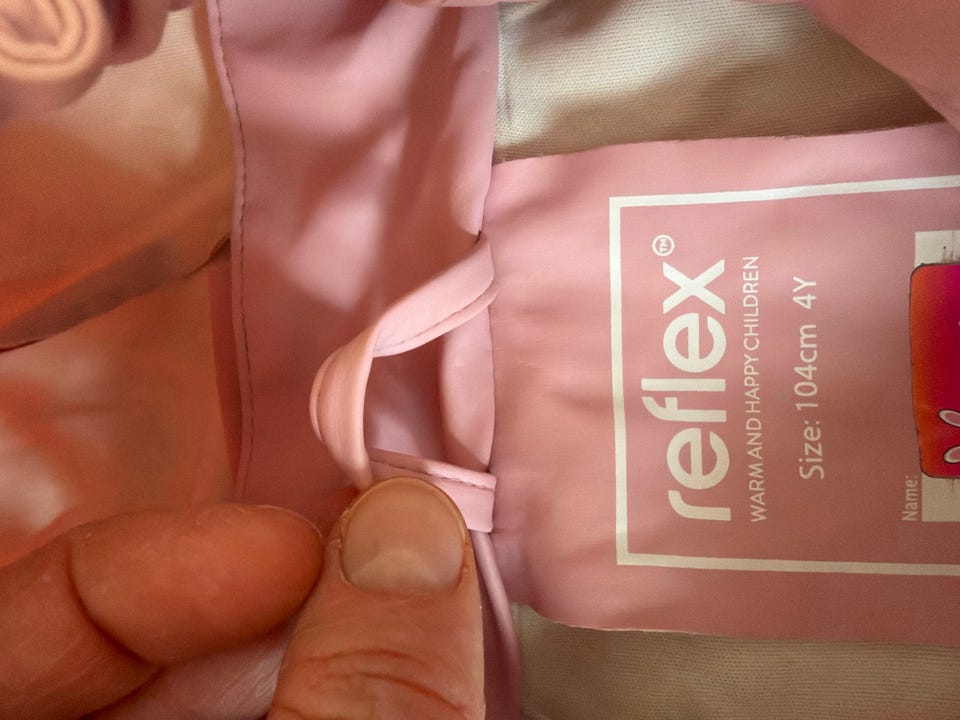 reflex™
WARM AND HAPPY CHILDREN
Size: 104cm 4Y
Name: